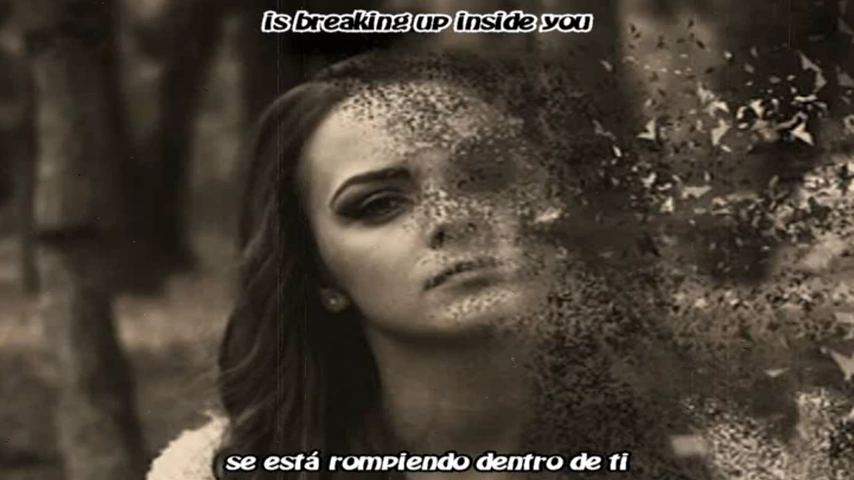 is breaking up inside you
se está rompiendo dentro de ti